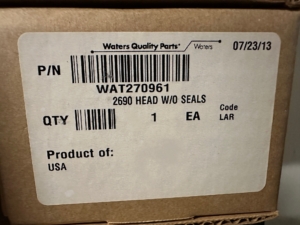 Waters Quality Parts® Waters 07/23/13
P/N
WAT270961
2690 HEAD W/O SEALS
QTY 1 EA Code
LAR
Product of:
USA